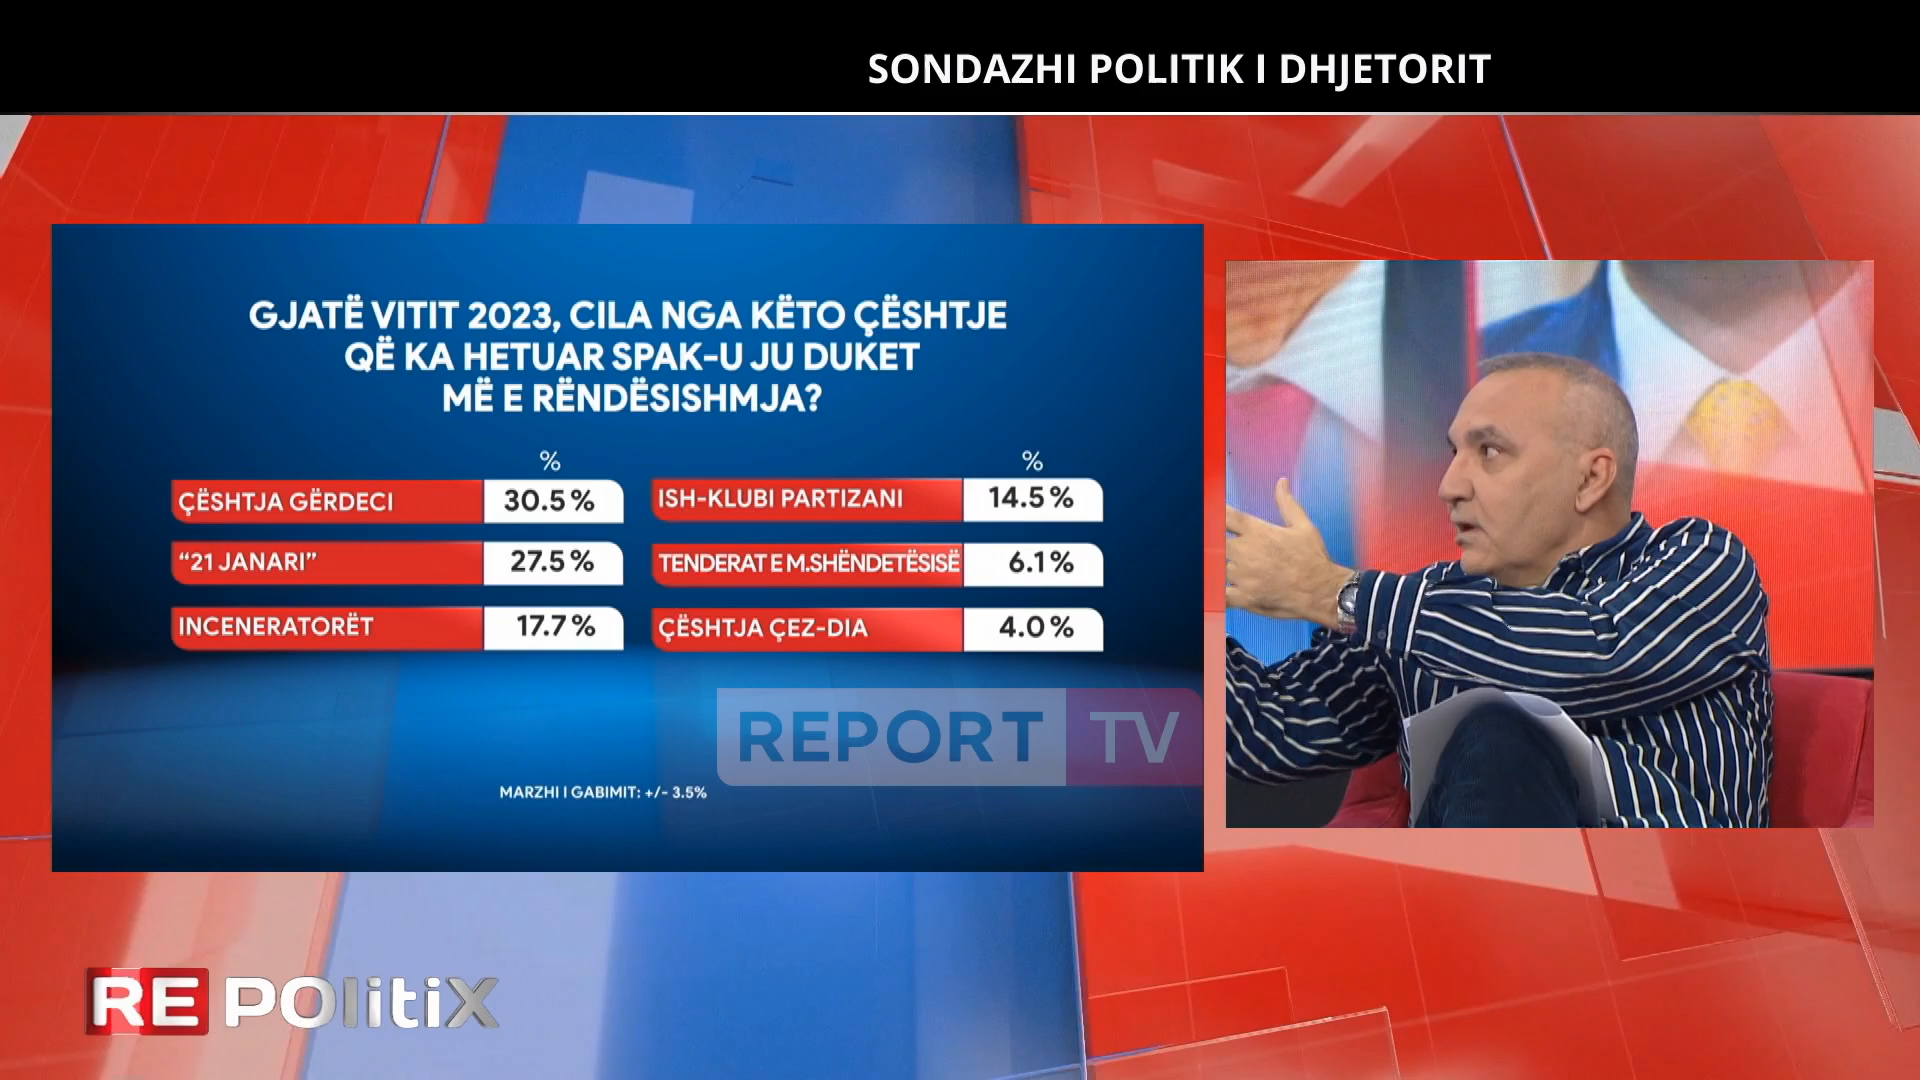 SONDAZHI POLITIK I DHJETORIT
GJATË VITIT 2023, CILA NGA KËTO ÇËSHTJE
QË KA HETUAR SPAK-U JU DUKET
MË E RËNDËSISHMJA?
%
ÇËSHTJA GËRDECI 30.5%
“21 JANARI” 27.5%
INCENERATORËT 17.7%
%
ISH-KLUBI PARTIZANI 14.5%
TENDERAT E M.SHËNDETËSISË 6.1%
ÇËSHTJA ÇEZ-DIA 4.0%
REPORT TV
MARZHI I GABIMIT: +/- 3.5%
RE POlitiX